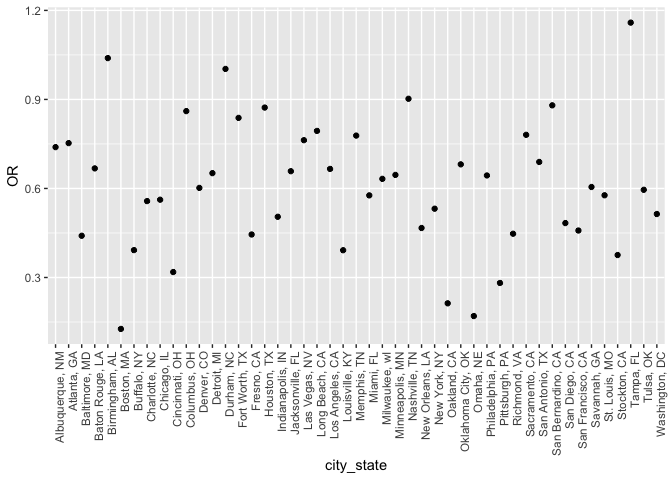 1.2
0.9
0.6
0.3
OR
Albuquerque, NM
Atlanta, GA
Baltimore, MD
Baton Rouge, LA
Birmingham, AL
Boston, MA
Buffalo, NY
Charlotte, NC
Chicago, IL
Cincinnati, OH
Columbus, OH
Denver, CO
Detroit, MI
Durham, NC
Fort Worth, TX
Fresno, CA
Houston, TX
Indianapolis, IN
Jacksonville, FL
Las Vegas, NV
Long Beach, CA
Los Angeles, CA
Louisville, KY
Memphis, TN
Miami, FL
Milwaukee, wI
Minneapolis, MN
Nashville, TN
New Orleans, LA
New York, NY
Oakland, CA
Oklahoma City, OK
Omaha, NE
Philadelphia, PA
Pittsburgh, PA
Richmond, VA
Sacramento, CA
San Antonio, TX
San Bernardino, CA
San Diego, CA
San Francisco, CA
Savannah, GA
St. Louis, MO
Stockton, CA
Tampa, FL
Tulsa, OK
Washington, DC
city_state